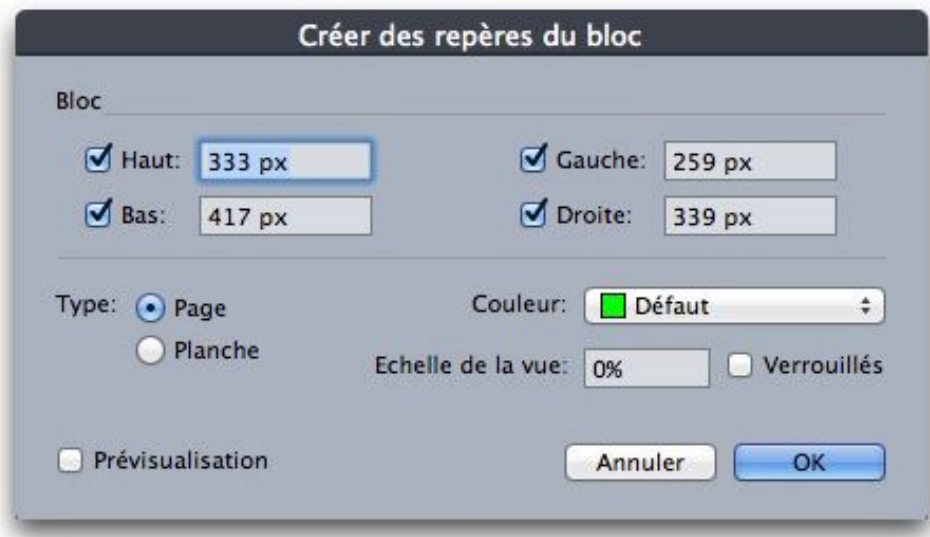 Créer des repères du bloc
Bloc
Haut: 333 px Gauche: 259 px
Bas: 417 px Droite: 339 px
Type: Page Couleur: Défaut
Planche
Echelle de la vue: 0% Verrouillés
Prévisualisation Annuler OK